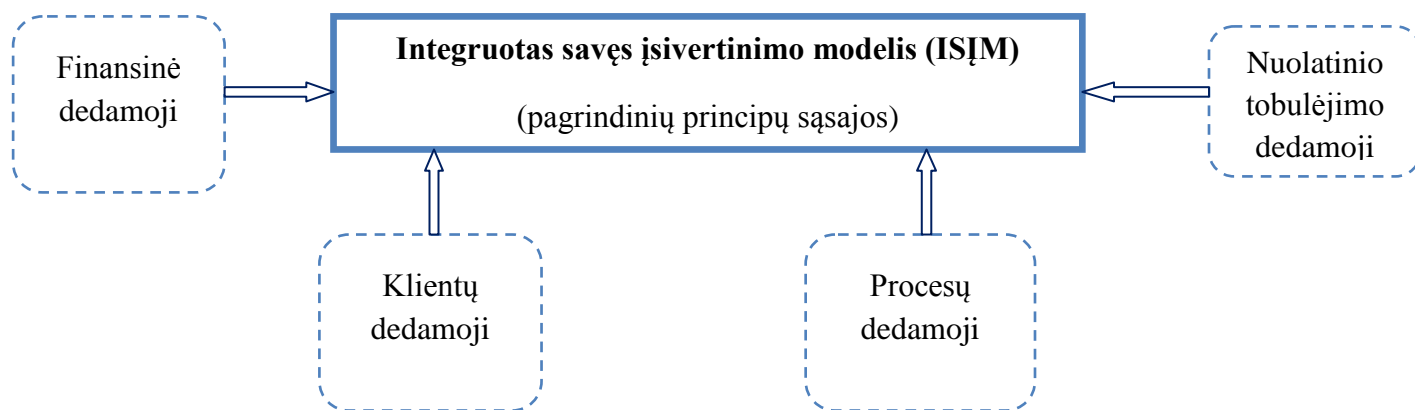 Integruotas savęs įsivertinimo modelis (ISĮM)
(pagrindinių principų sąsajos)
Finansinė
dedamoji
Nuolatinio
tobulėjimo
dedamoji
Klientų
dedamoji
Procesų
dedamoji